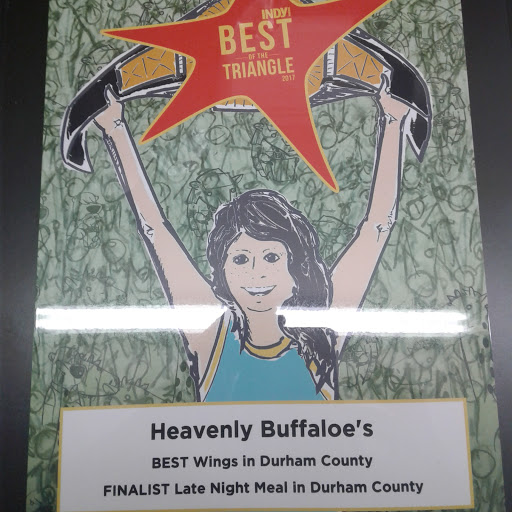 INDY
BEST
OF THE
TRIANGLE
2017
Heavenly Buffaloe's
BEST Wings in Durham County
FINALIST Late Night Meal in Durham County